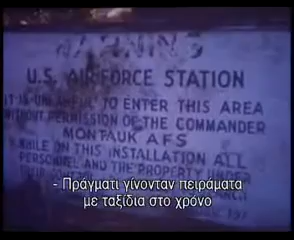 WARNING
U.S. AIR FORCE STATION
IT IS UNLAWFUL TO ENTER THIS AREA
WITHOUT PERMISSION OF THE COMMANDER
MONTAUK AFS
WHILE ON THIS INSTALLATION ALL
PERSONNEL AND THE PROPERTY UNDER
THEIR
- Πράγματι γίνονταν πειράματα
με ταξίδια στο χρόνο